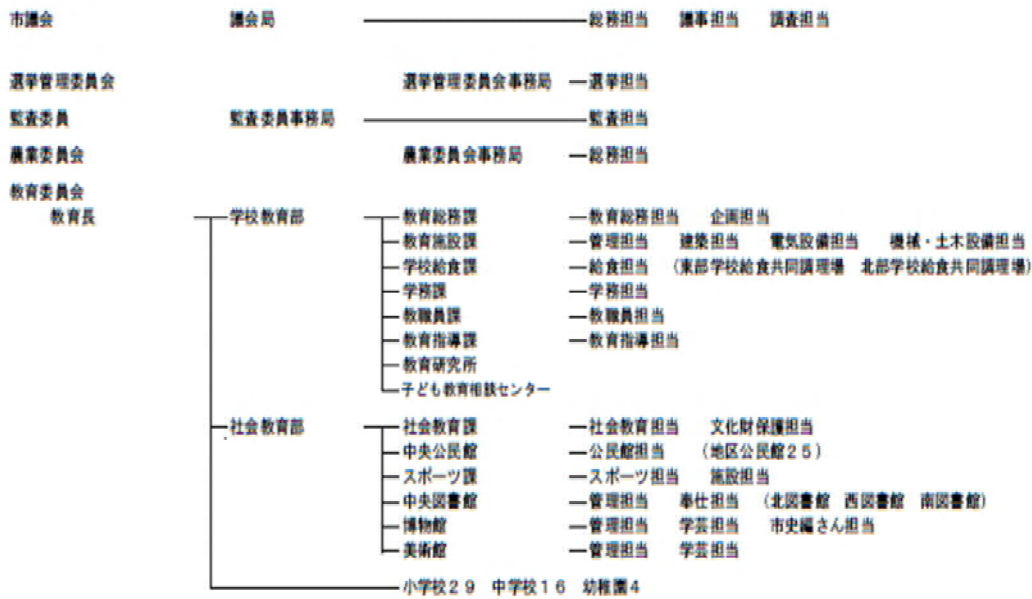 市議会 議会局 総務担当 議事担当 調査担当
選挙管理委員会 選挙管理委員会事務局 選挙担当
監査委員 監査委員事務局 監査担当
農業委員会 農業委員会事務局 総務担当
教育委員会
教育長 学校教育部 教育総務課 教育総務担当 企画担当
教育施設課 管理担当 建築担当 電気設備担当 機械・土木設備担当
学校給食課 給食担当 (東部学校給食共同調理場 北部学校給食共同調理場)
学務課 学務担当
教職員課 教職員担当
教育指導課 教育指導担当
教育研究所
子ども教育相談センター
社会教育部 社会教育課 社会教育担当 文化財保護担当
中央公民館 公民館担当 (地区公民館25)
スポーツ課 スポーツ担当 施設担当
中央図書館 管理担当 奉仕担当 (北図書館 西図書館 南図書館)
博物館 管理担当 学芸担当 市史編さん担当
美術館 管理担当 学芸担当
小学校29 中学校16 幼稚園4